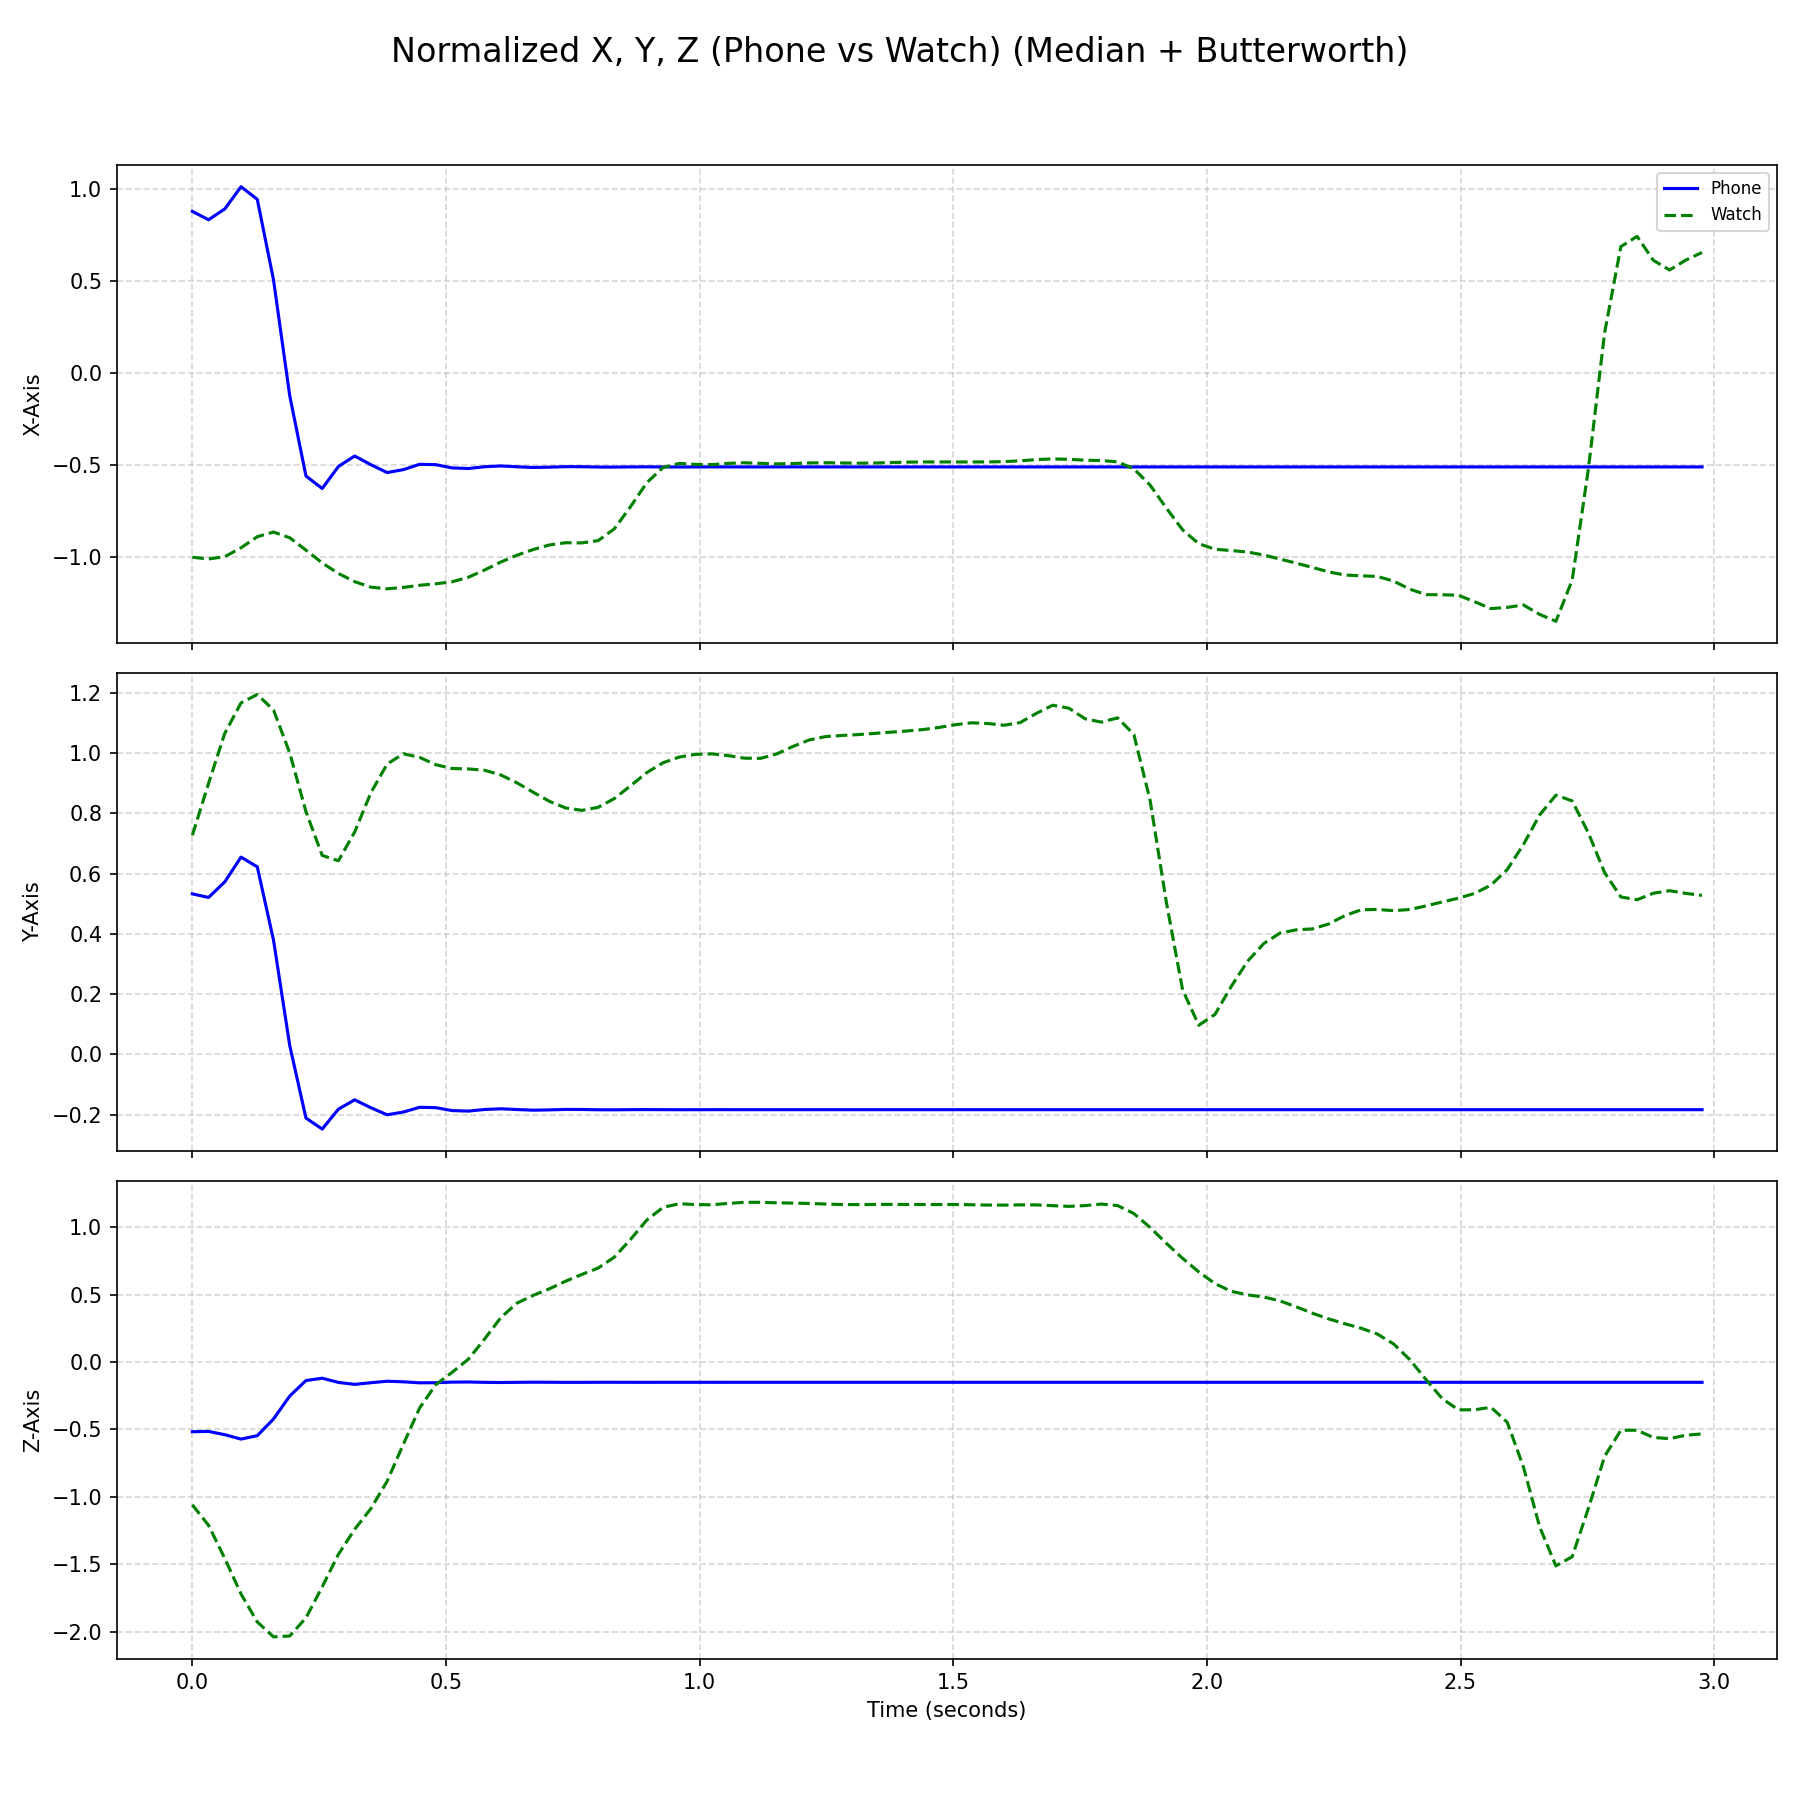 Normalized X, Y, Z (Phone vs Watch) (Median + Butterworth)
X-Axis
1.0
0.5
0.0
−0.5
−1.0
Phone
Watch
Y-Axis
1.2
1.0
0.8
0.6
0.4
0.2
0.0
−0.2
Z-Axis
1.0
0.5
0.0
−0.5
−1.0
−1.5
−2.0
0.0 0.5 1.0 1.5 2.0 2.5 3.0
Time (seconds)